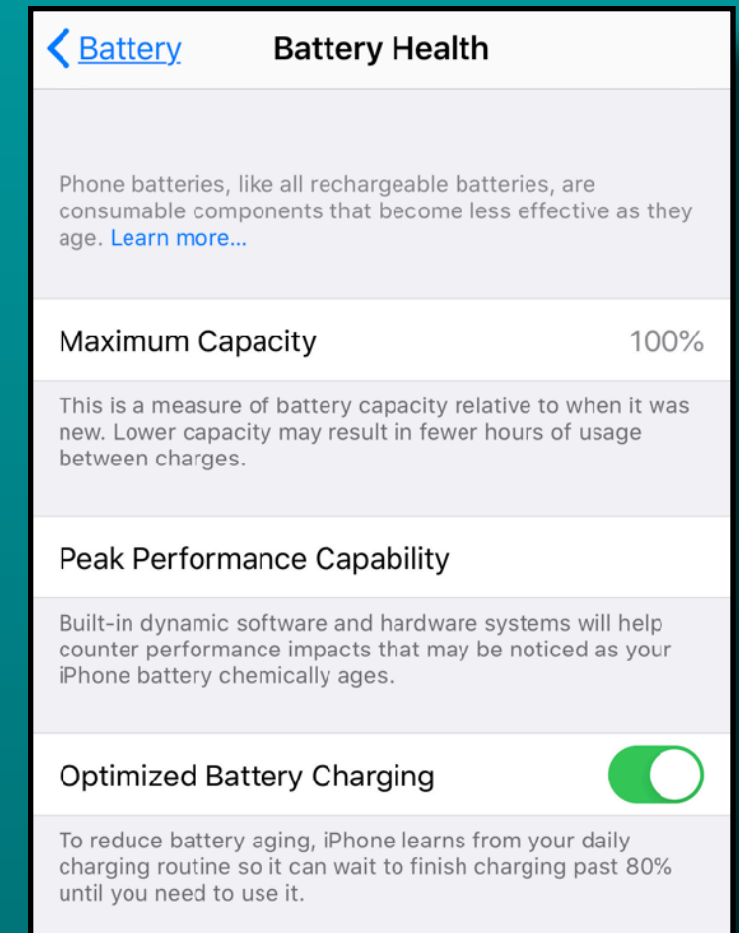 Battery Battery Health
Phone batteries, like all rechargeable batteries, are
consumable components that become less effective as they
age. Learn more...
Maximum Capacity 100%
This is a measure of battery capacity relative to when it was
new. Lower capacity may result in fewer hours of usage
between charges.
Peak Performance Capability
Built-in dynamic software and hardware systems will help
counter performance impacts that may be noticed as your
iPhone battery chemically ages.
Optimized Battery Charging
To reduce battery aging, iPhone learns from your daily
charging routine so it can wait to finish charging past 80%
until you need to use it.